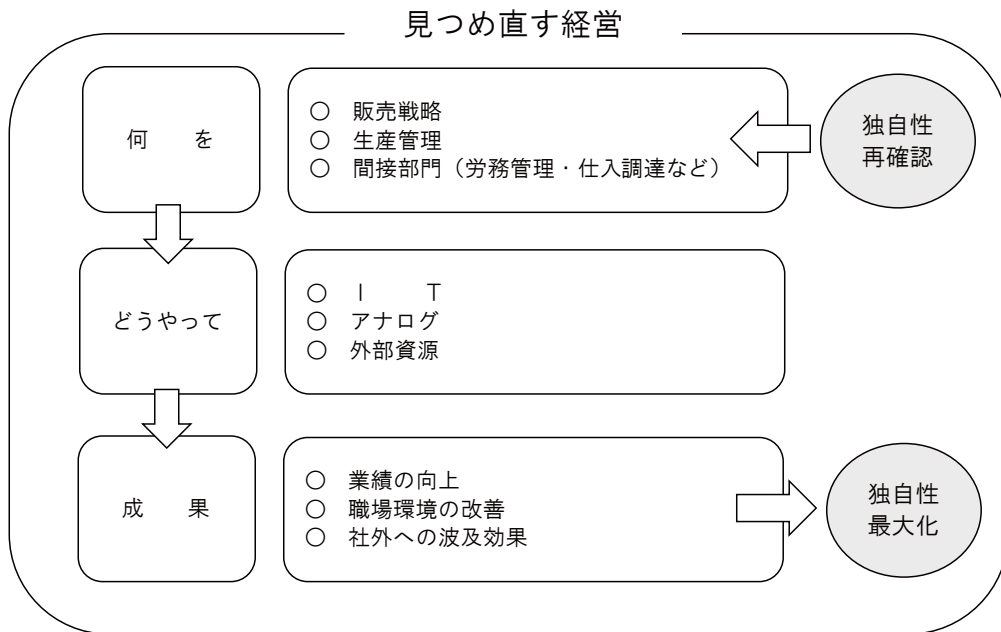 見つめ直す経営
何　を
○　販売戦略
○　生産管理
○　間接部門（労務管理・仕入調達など）
独自性
再確認
どうやって
○　I　T
○　アナログ
○　外部資源
成　果
○　業績の向上
○　職場環境の改善
○　社外への波及効果
独自性
最大化